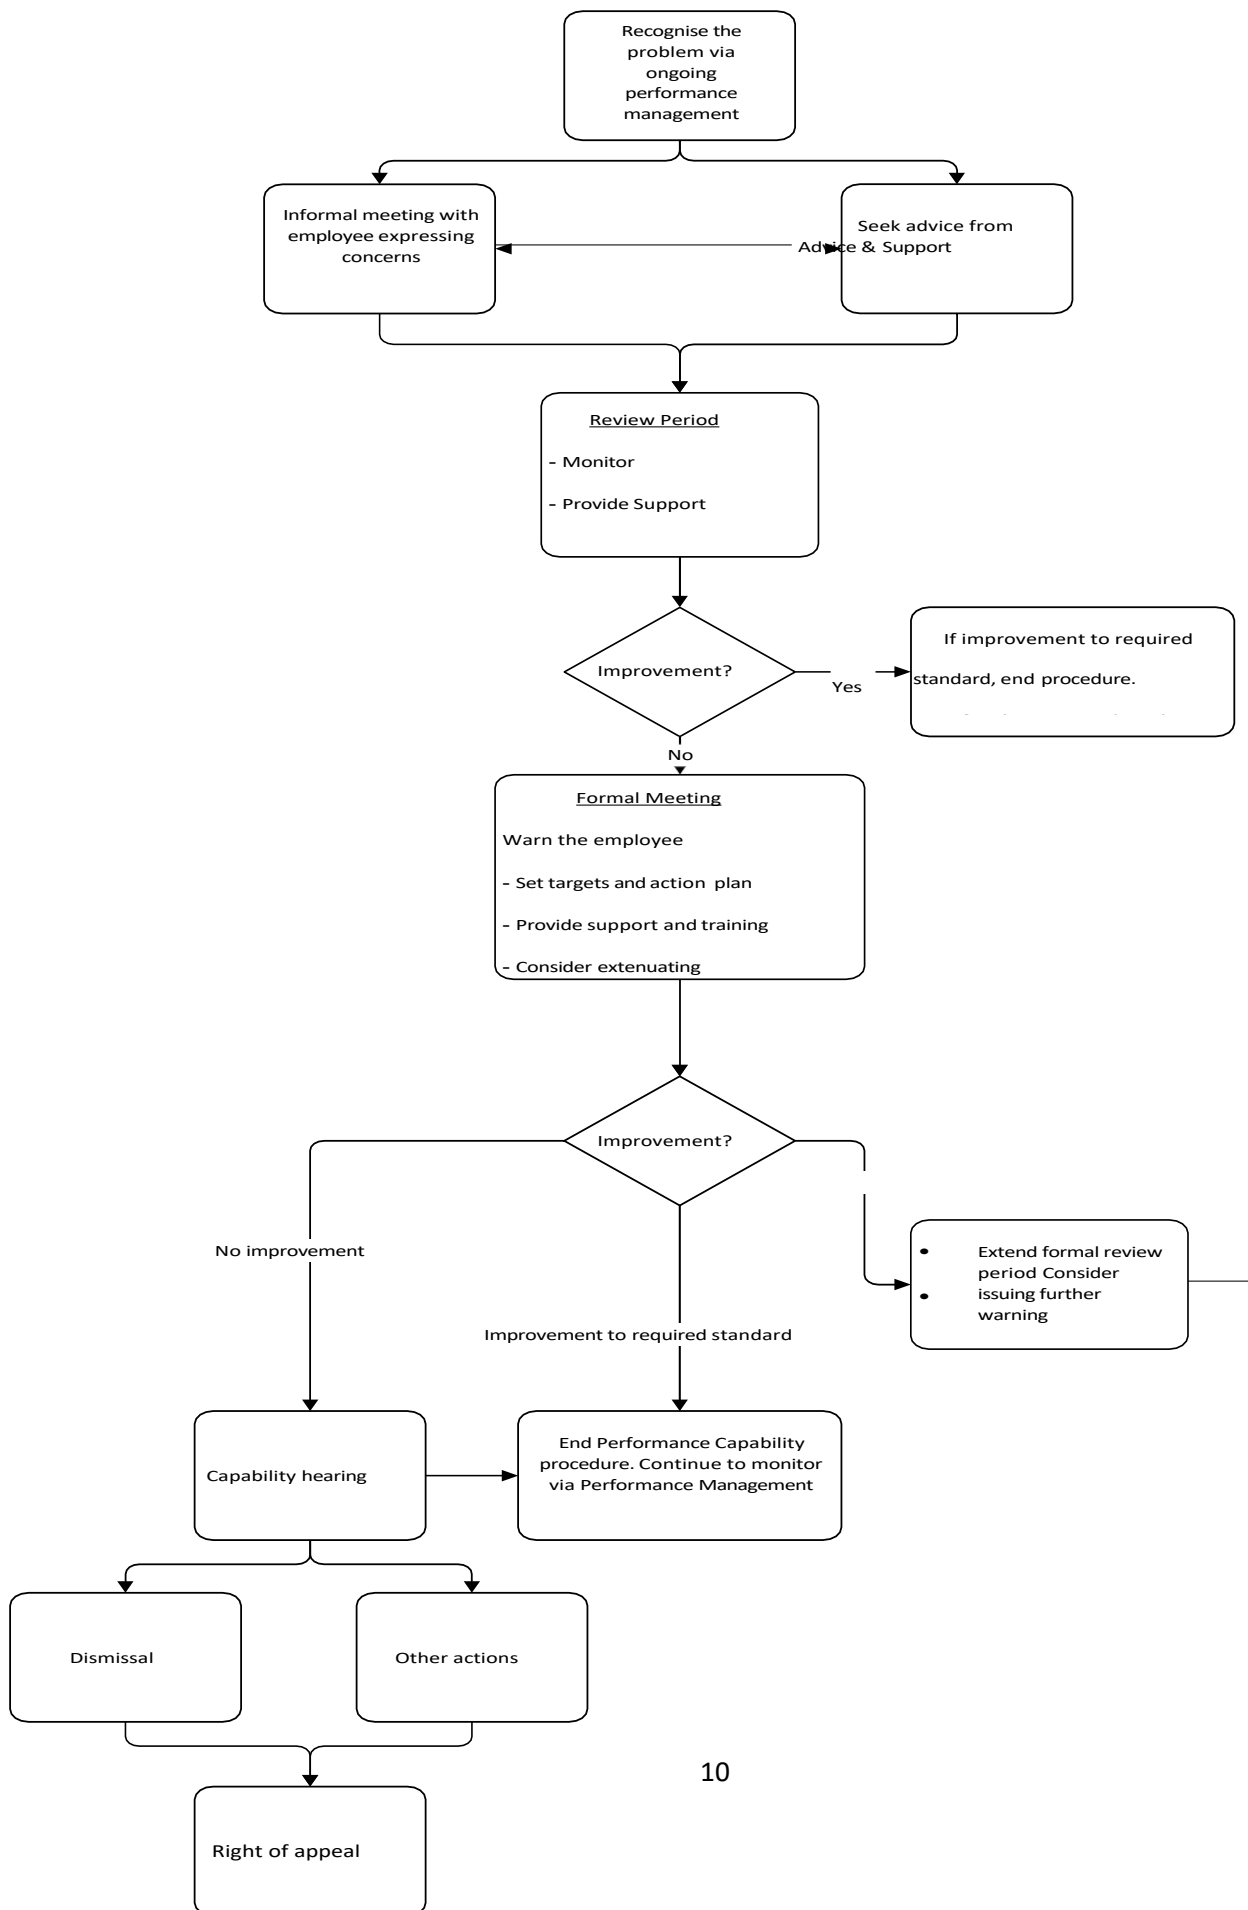 Recognise the
problem via
ongoing
performance
management
Informal meeting with
employee expressing
concerns
Seek advice from
Advice & Support
Review Period
- Monitor
- Provide Support
Improvement?
Yes
If improvement to required
standard, end procedure.
No
Formal Meeting
Warn the employee
- Set targets and action plan
- Provide support and training
- Consider extenuating
Improvement?
No improvement
Improvement to required standard
• Extend formal review
period Consider
• issuing further
warning
Capability hearing
End Performance Capability
procedure. Continue to monitor
via Performance Management
Dismissal
Other actions
10
Right of appeal